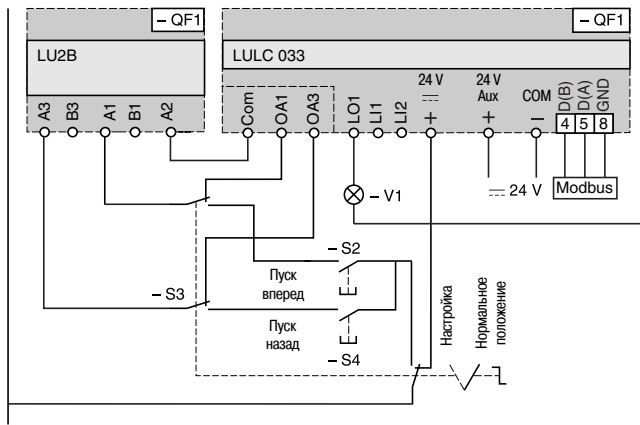 – QF1
– QF1
LU2B
LULC 033
A3
B3
A1
B1
A2
Com
OA1
OA3
LO1
LI1
LI2
24 V
+
24 V
Aux
+
COM
–
D(B)
D(A)
GND
4 5 8
– V1
24 V
Modbus
– S2
Пуск
вперед
– S3
Пуск
назад
– S4
Настройка
Нормальное
положение